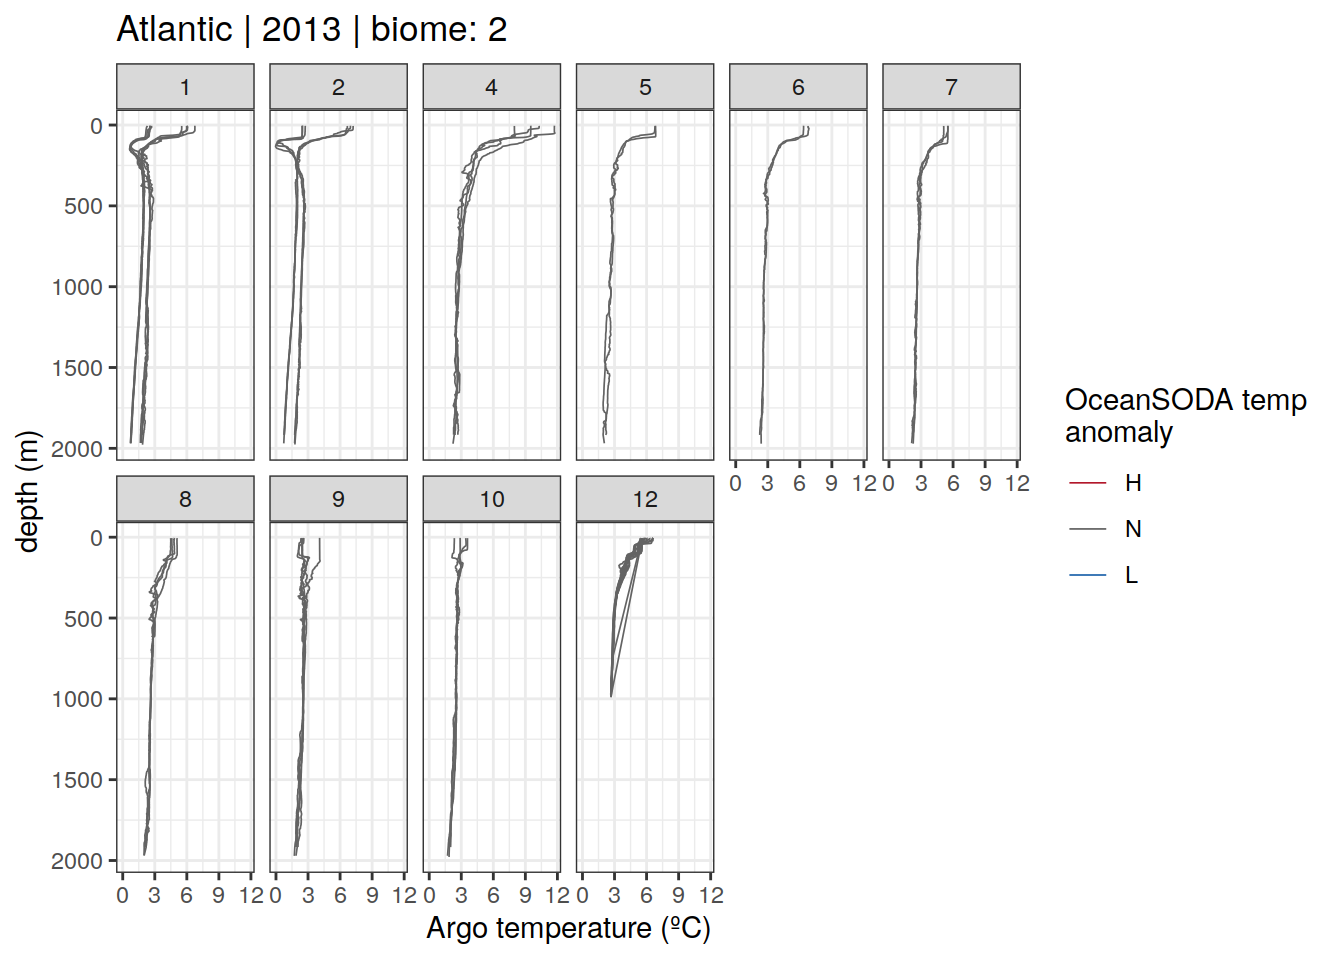 Atlantic | 2013 | biome: 2
1 2 4 5 6 7
0
500
1000
1500
2000
0 3 6 9 12 0 3 6 9 12
8 9 10 12
0
500
1000
1500
2000
0 3 6 9 12 0 3 6 9 12 0 3 6 9 12 0 3 6 9 12
depth (m)
Argo temperature (ºC)
OceanSODA temp
anomaly
H
N
L